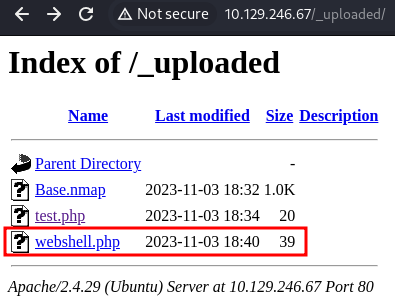 Not secure 10.129.246.67/_uploaded/
Index of /_uploaded
Name Last modified Size Description
Parent Directory -
Base.nmap 2023-11-03 18:32 1.0K
test.php 2023-11-03 18:34 20
webshell.php 2023-11-03 18:40 39
Apache/2.4.29 (Ubuntu) Server at 10.129.246.67 Port 80